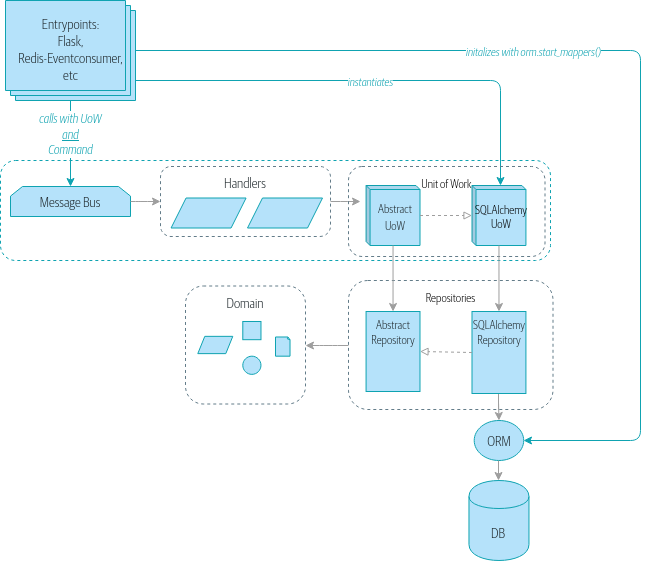 Entrypoints:
Flask,
Redis-Eventconsumer,
etc
initalizes with orm.start_mappers()
instantiates
calls with UoW
and
Command
Message Bus
Handlers
Unit of Work
Abstract
UoW
SQLAlchemy
UoW
Domain
Repositories
Abstract
Repository
SQLAlchemy
Repository
ORM
DB